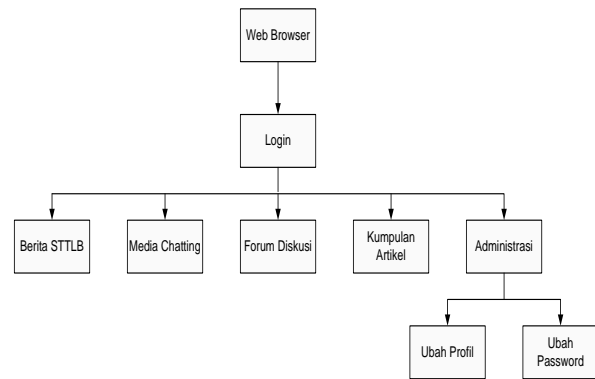 Web Browser
Login
Berita STTLB
Media Chatting
Forum Diskusi
Kumpulan
Artikel
Administrasi
Ubah Profil
Ubah
Password